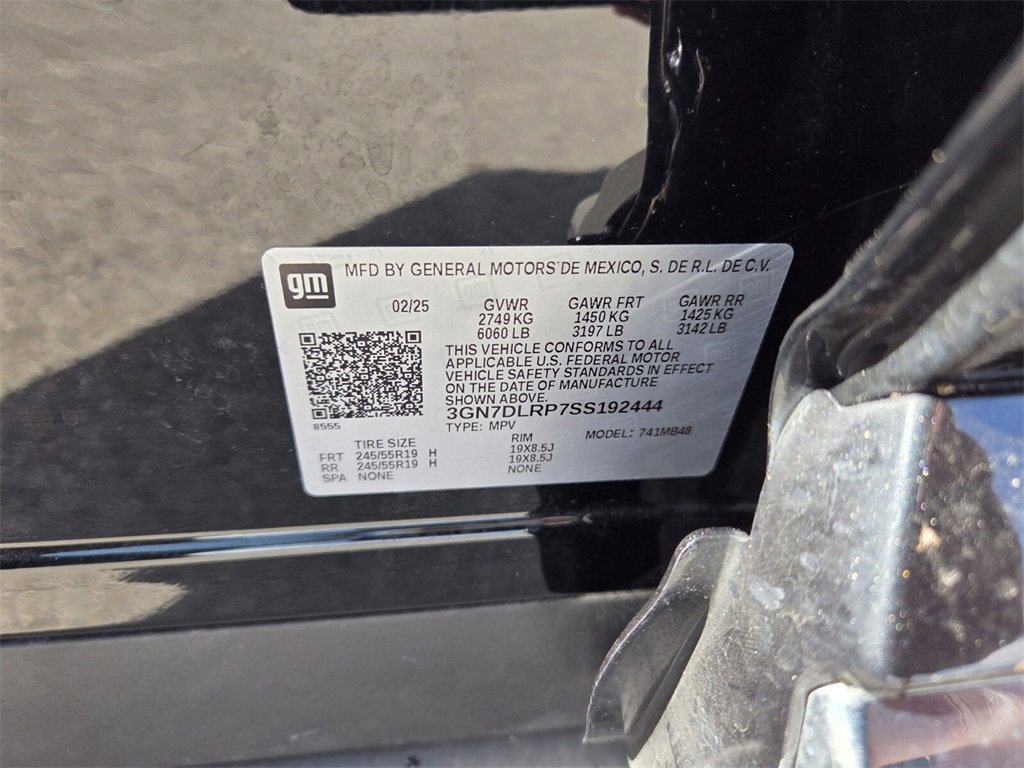 gm
MFD BY GENERAL MOTORS DE MEXICO, S. DE R.L. DE C.V.
02/25 GVWR GAWR FRT GAWR RR
2749 KG 1450 KG 1425 KG
6060 LB 3197 LB 3142 LB
THIS VEHICLE CONFORMS TO ALL
APPLICABLE U.S. FEDERAL MOTOR
VEHICLE SAFETY STANDARDS IN EFFECT
ON THE DATE OF MANUFACTURE
SHOWN ABOVE.
3GN7DLRP7SS192444
8555
TYPE: MPV MODEL: 741MB48
TIRE SIZE RIM
FRT 245/55R19 H 19X8.5J
RR 245/55R19 H 19X8.5J
SPA NONE NONE